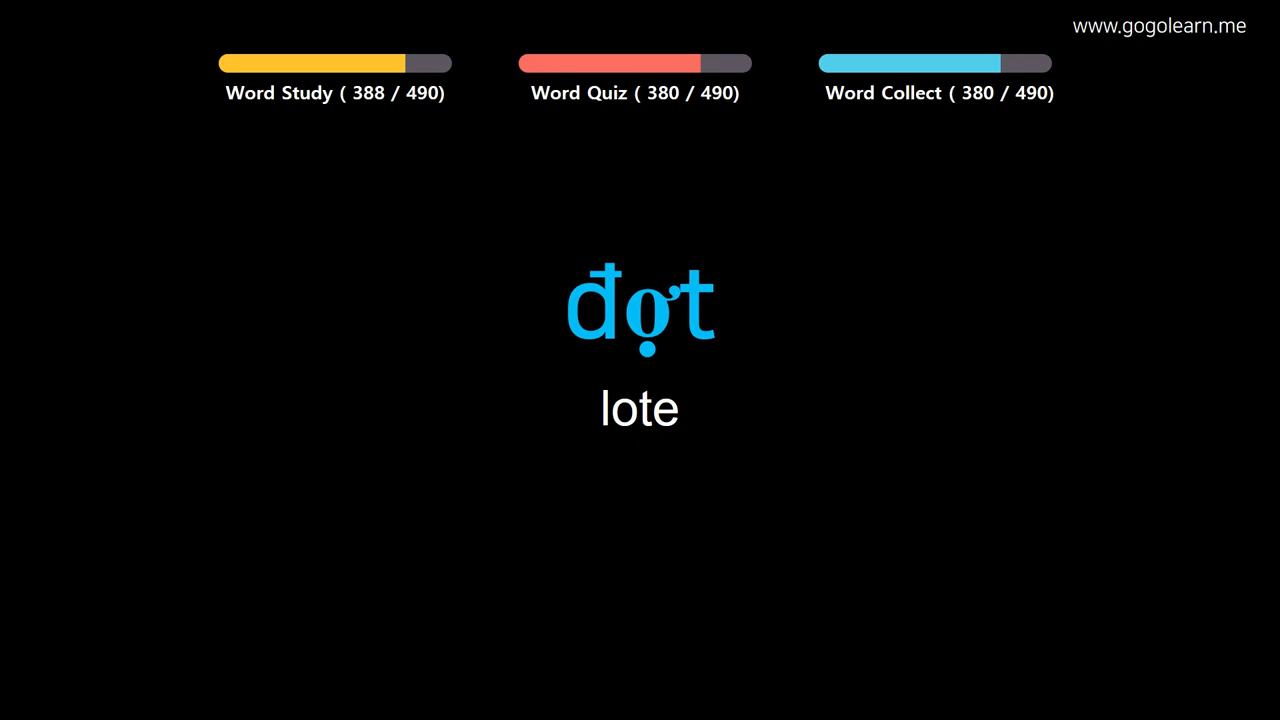 www.gogolearn.me
Word Study ( 388 / 490)
Word Quiz ( 380 / 490)
Word Collect ( 380 / 490)
đợt
lote